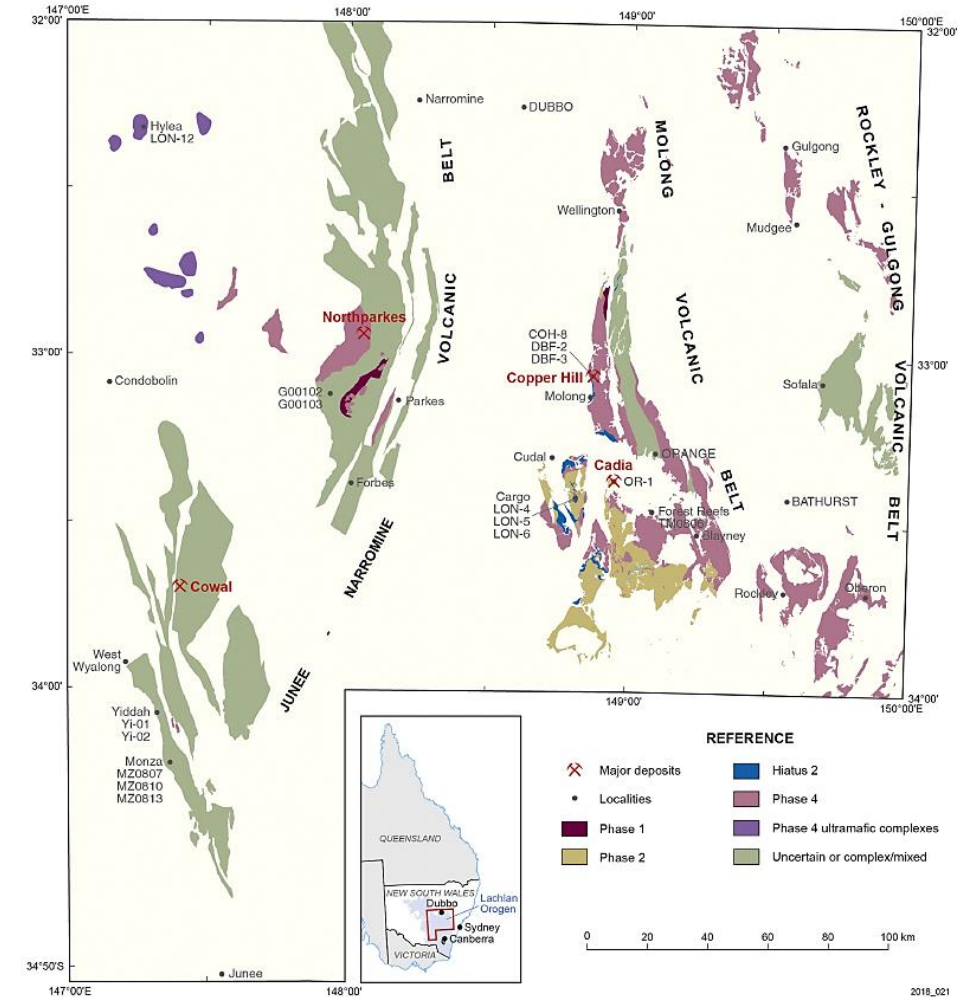 147°00'E
148°00'
149°00'
150°00'E
32°00'
32°00'
Narromine
DUBBO
Hylea
LON-12
BELT
MOLONG
Gulgong
ROCKLEY - GULGONG
Wellington
Mudgee
VOLCANIC
VOLCANIC
Northparkes
33°00'
COH-8
DBF-2
DBF-3
33°00'
Copper Hill
Molong
Condobolin
G00102
G00103
Parkes
Sofala
VOLCANIC
Cudal
ORANGE
Cadia
OR-1
BELT
Forbes
Cargo
LON-4
LON-5
LON-6
Forest Reefs
TM0806
Blayney
BATHURST
BELT
NARROMINE
Cowal
Rockley
Oberon
West
Wyalong
JUNEE
34°00'
34°00'
149°00'
150°00'E
Yiddah
Yi-01
Yi-02
Monza
MZ0807
MZ0810
MZ0813
REFERENCE
Major deposits
Localities
Phase 1
Phase 2
Hiatus 2
Phase 4
Phase 4 ultramafic complexes
Uncertain or complex/mixed
QUEENSLAND
NEW SOUTH WALES
Dubbo
Lachlan
Orogen
Sydney
Canberra
VICTORIA
0 20 40 60 80 100 km
34°50'S
Junee
147°00'E
148°00'
2018_021